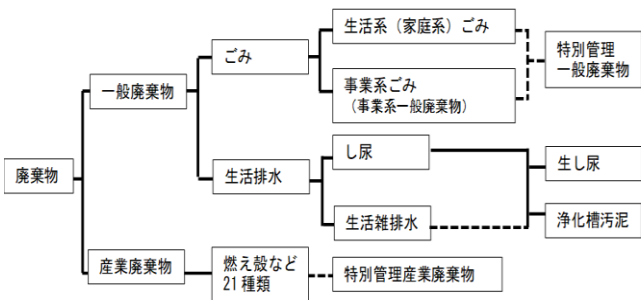 廃棄物
一般廃棄物
ごみ
生活系（家庭系）ごみ
事業系ごみ
（事業系一般廃棄物）
特別管理
一般廃棄物
生活排水
し尿
生活雑排水
生し尿
浄化槽汚泥
産業廃棄物
燃え殻など
21種類
特別管理産業廃棄物